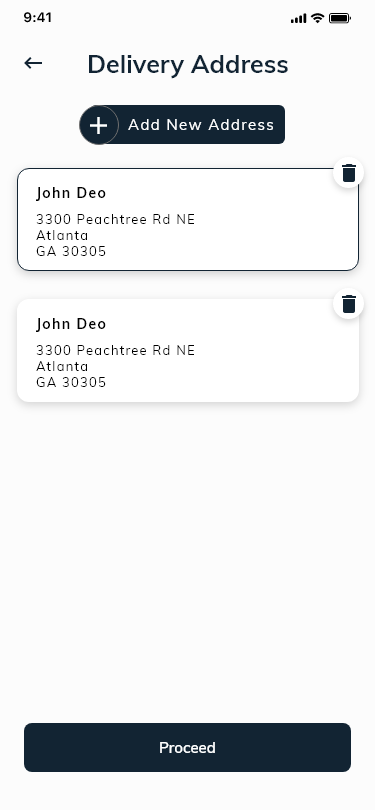 9:41
Delivery Address
Add New Address
John Deo
3300 Peachtree Rd NE
Atlanta
GA 30305
John Deo
3300 Peachtree Rd NE
Atlanta
GA 30305
Proceed